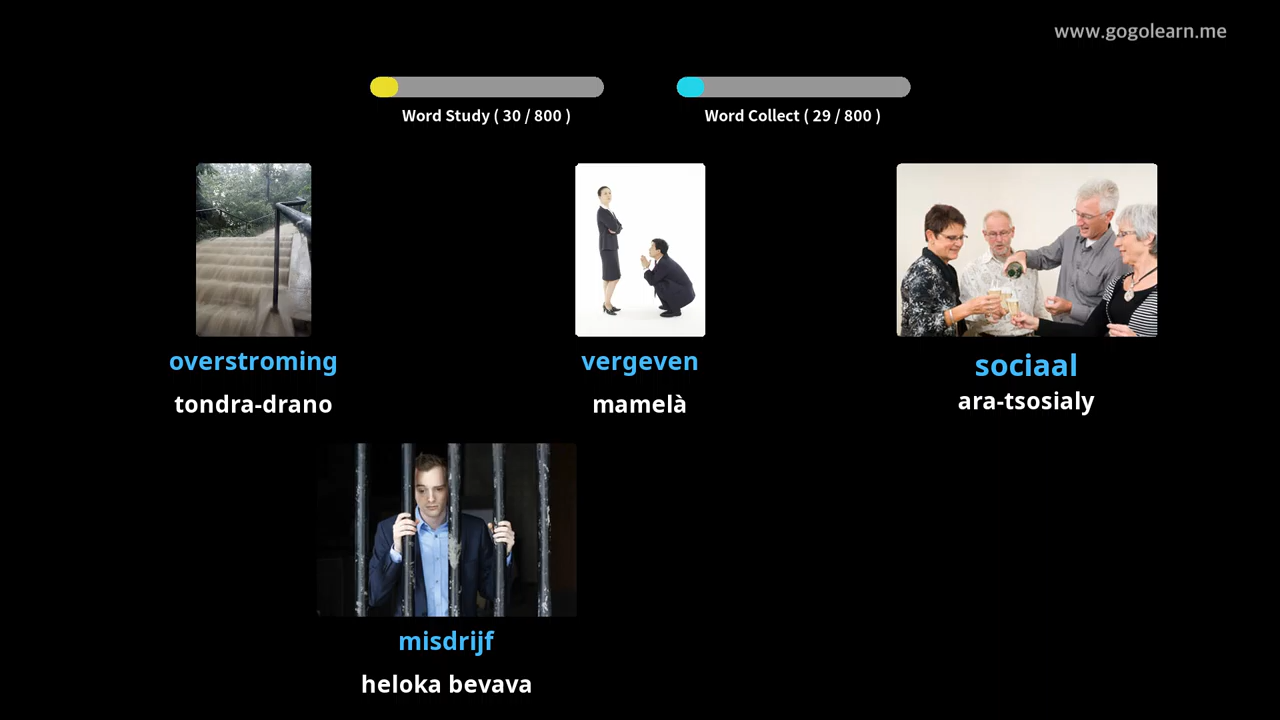 www.gogolearn.me
Word Study ( 30 / 800 )
Word Collect ( 29 / 800 )
overstroming
vergeven
sociaal
tondra-drano
mamelà
ara-tsosialy
misdrijf
heloka bevava